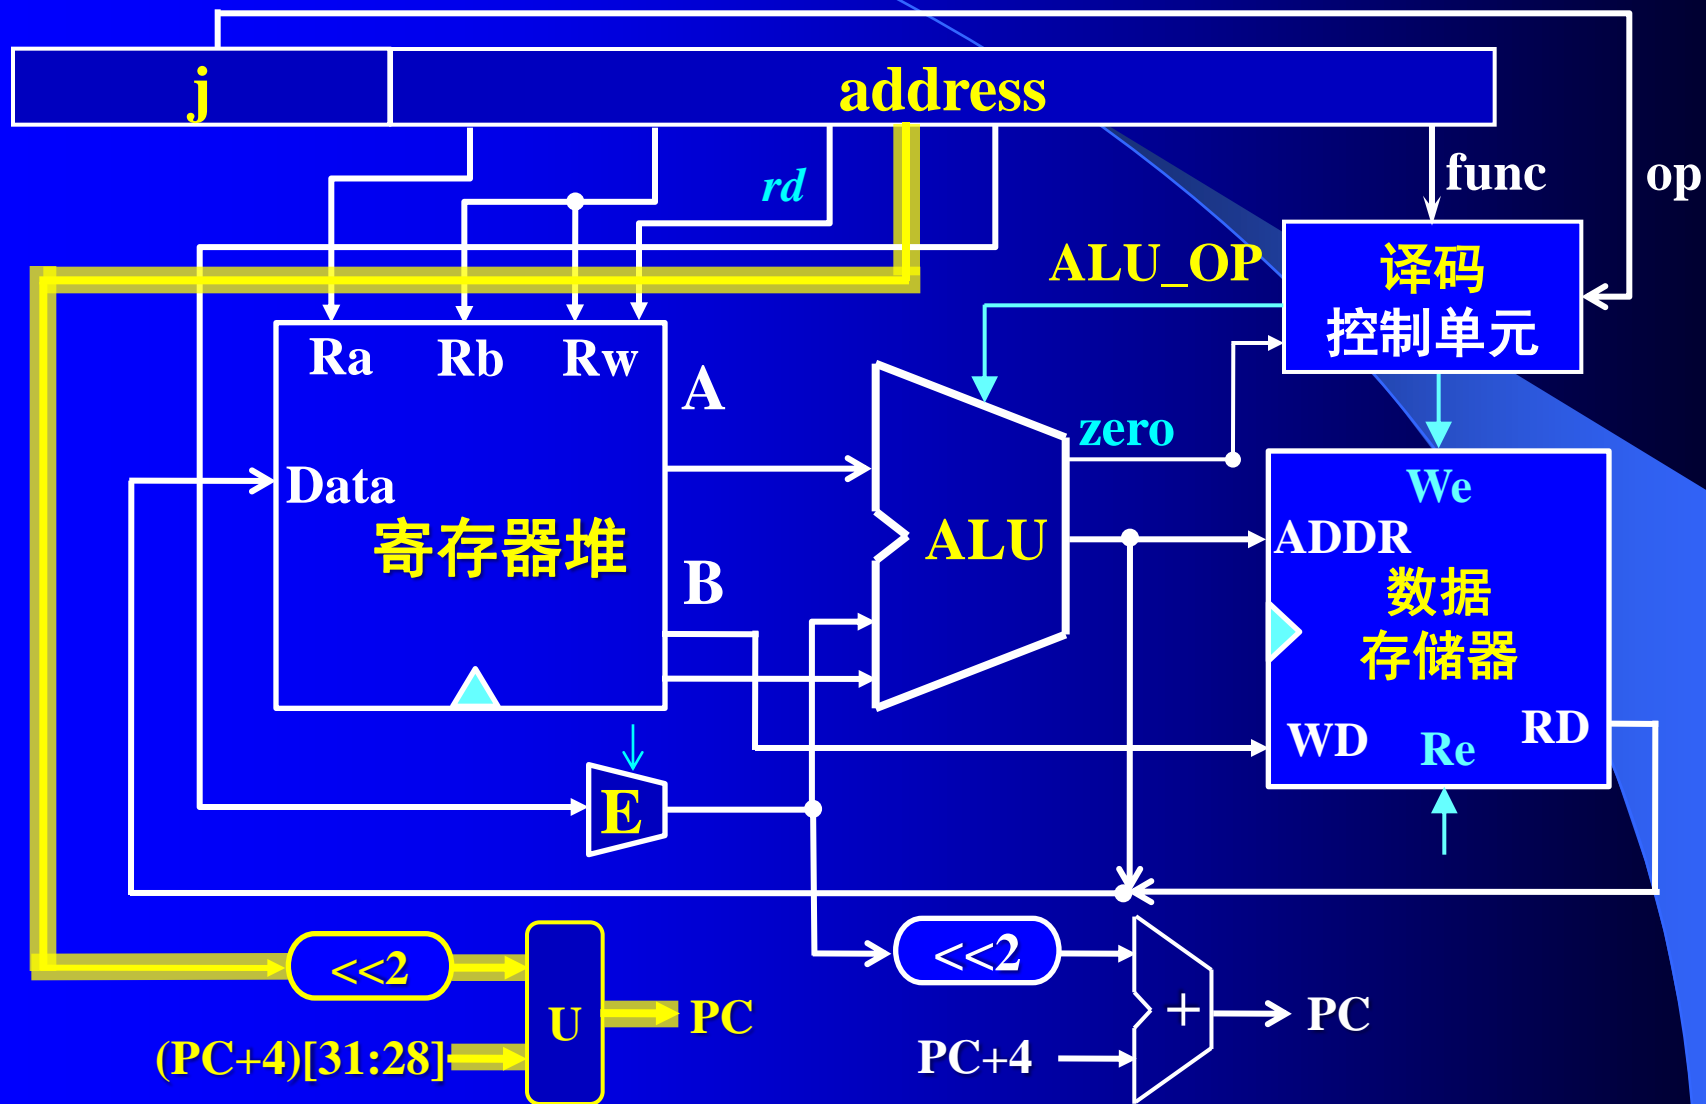 j
address
func
op
rd
ALU_OP
译码
控制单元
Ra
Rb
Rw
A
zero
Data
寄存器堆
ALU
We
ADDR
数据
存储器
B
WD
Re
RD
E
<<2
U
PC
(PC+4)[31:28]
<<2
+
PC
PC+4